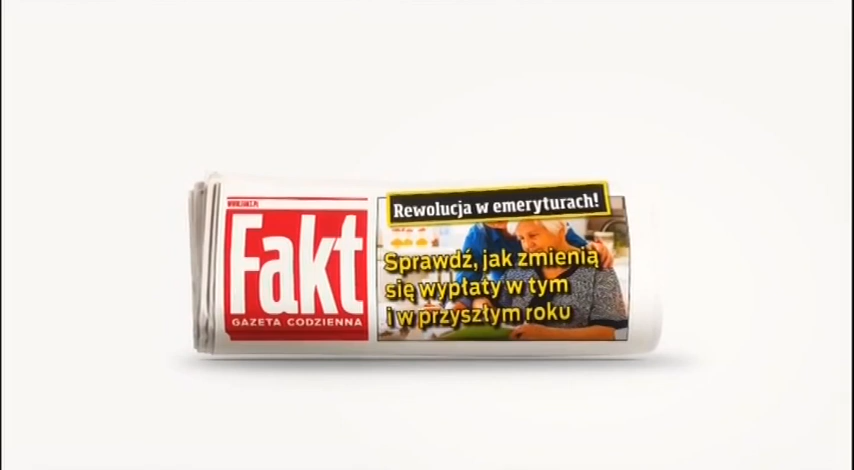 Fakt
GAZETA CODZIENNA
Rewolucja w emeryturach!
Sprawdź, jak zmienią
się wypłaty w tym
i w przyszłym roku